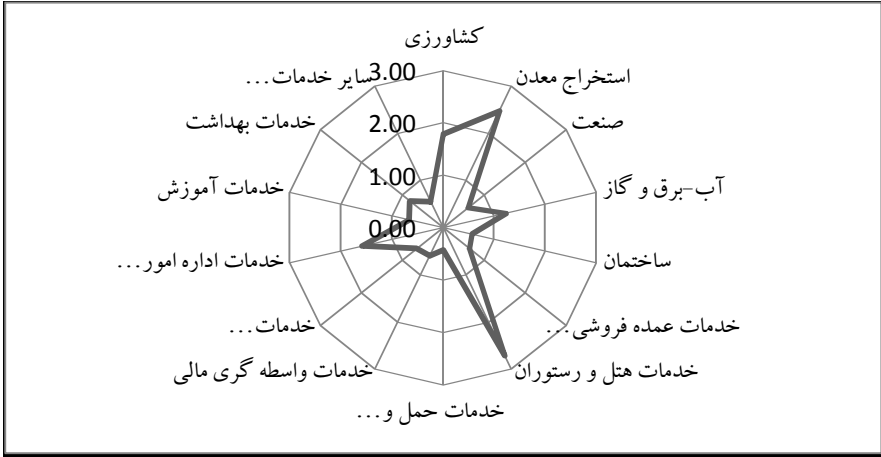 کشاورزی
استخراج معدن
صنعت
آب-برق و گاز
ساختمان
خدمات عمده فروشی...
خدمات هتل و رستوران
خدمات حمل و...
خدمات واسطه گری مالی
خدمات...
خدمات اداره امور...
خدمات آموزش
خدمات بهداشت
سایر خدمات...
3.00
2.00
1.00
0.00